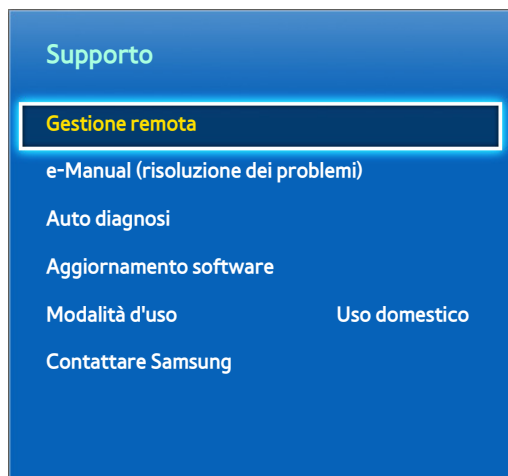 Supporto
Gestione remota
e-Manual (risoluzione dei problemi)
Auto diagnosi
Aggiornamento software
Modalità d'uso Uso domestico
Contattare Samsung